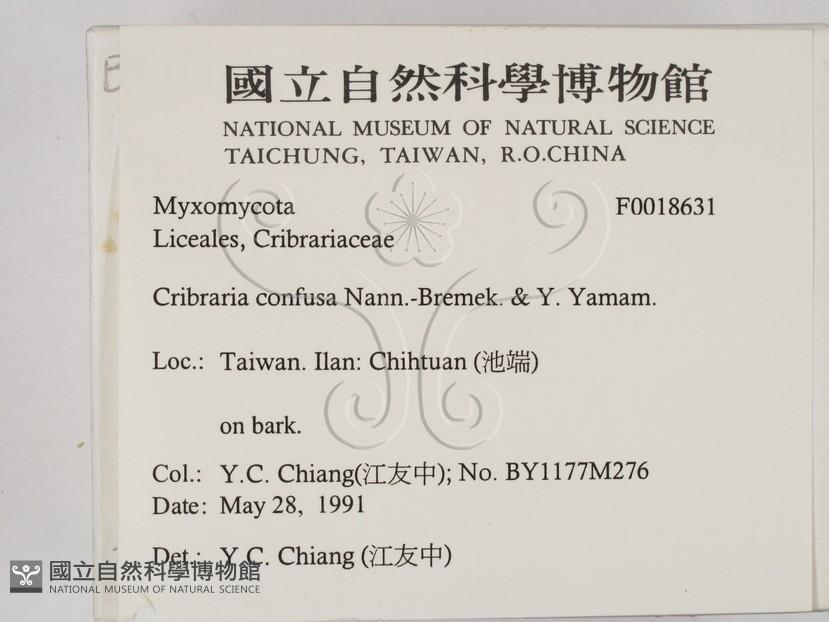 國立自然科學博物館
NATIONAL MUSEUM OF NATURAL SCIENCE
TAICHUNG, TAIWAN, R.O.CHINA
Myxomycota F0018631
Liceales, Cribrariaceae
Cribraria confusa Nann.-Bremek. & Y. Yamam.
Loc.: Taiwan. Ilan: Chihtuan (池端)
on bark.
Col.: Y.C. Chiang(江友中); No. BY1177M276
Date: May 28, 1991
Det.: Y.C. Chiang (江友中)
國立自然科學博物館
NATIONAL MUSEUM OF NATURAL SCIENCE